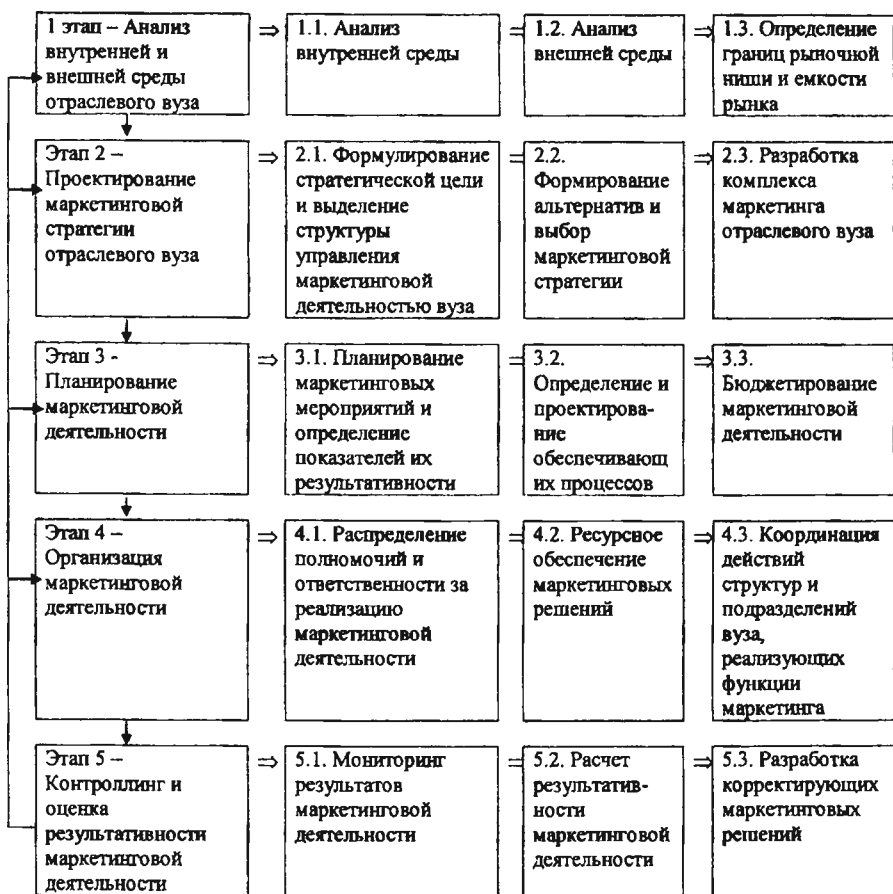 1 этап – Анализ
внутренней и
внешней среды
отраслевого вуза
⇒
1.1. Анализ
внутренней среды
⇒
1.2. Анализ
внешней среды
⇒
1.3. Определение
границ рыночной
ниши и емкости
рынка
Этап 2 –
Проектирование
маркетинговой
стратегии
отраслевого вуза
⇒
2.1. Формулирование
стратегической цели
и выделение
структуры
управления
маркетинговой
деятельностью вуза
⇒
2.2.
Формирование
альтернатив и
выбор
маркетинговой
стратегии
⇒
2.3. Разработка
комплекса
маркетинга
отраслевого вуза
Этап 3 -
Планирование
маркетинговой
деятельности
⇒
3.1. Планирование
маркетинговых
мероприятий и
определение
показателей их
результативности
⇒
3.2.
Определение и
проектирова-
ние
обеспечивающ
их процессов
⇒
3.3.
Бюджетирование
маркетинговой
деятельности
Этап 4 –
Организация
маркетинговой
деятельности
⇒
4.1. Распределение
полномочий и
ответственности за
реализацию
маркетинговой
деятельности
⇒
4.2. Ресурсное
обеспечение
маркетинговых
решений
⇒
4.3. Координация
действий
структур и
подразделений
вуза,
реализующих
функции
маркетинга
Этап 5 –
Контроллинг и
оценка
результативности
маркетинговой
деятельности
⇒
5.1. Мониторинг
результатов
маркетинговой
деятельности
⇒
5.2. Расчет
результатив-
ности
маркетинговой
деятельности
⇒
5.3. Разработка
корректирующих
маркетинговых
решений